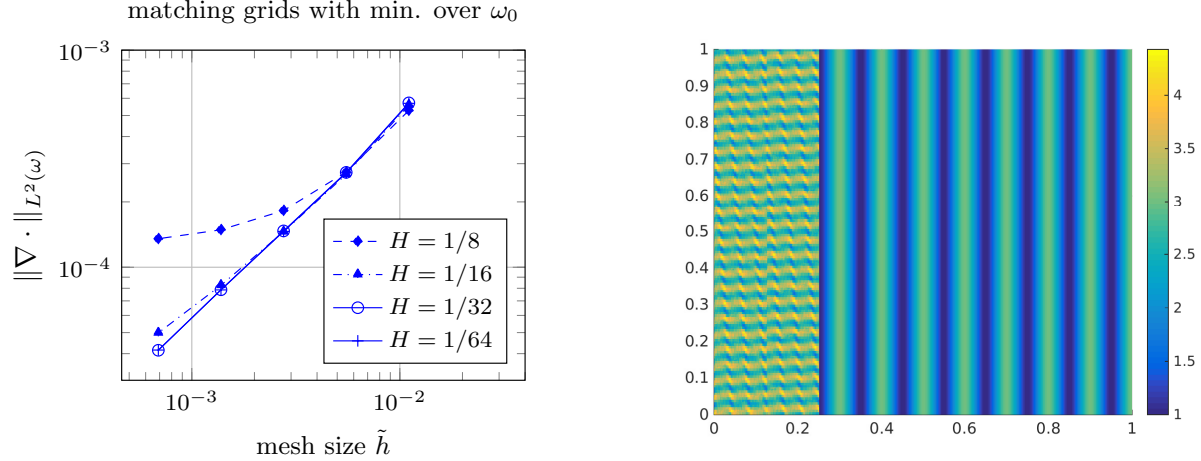 matching grids with min. over ω₀
10⁻³
10⁻⁴
‖∇ · ‖L²(ω)
H = 1/8
H = 1/16
H = 1/32
H = 1/64
10⁻³ 10⁻²
mesh size h̃
1
0.9
0.8
0.7
0.6
0.5
0.4
0.3
0.2
0.1
0
0 0.2 0.4 0.6 0.8 1
4
3.5
3
2.5
2
1.5
1